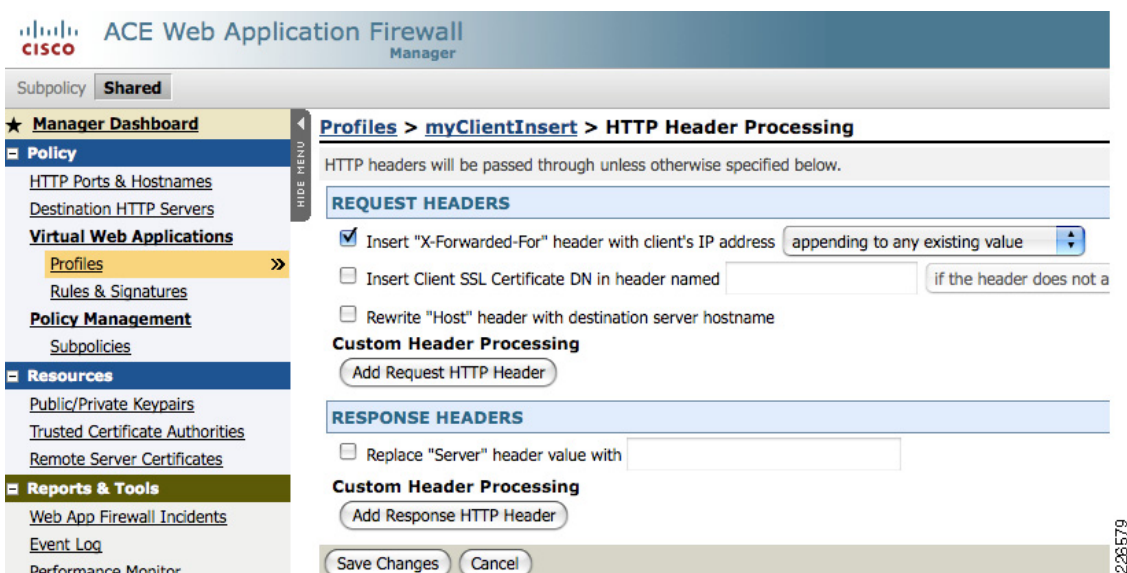 CISCO
ACE Web Application Firewall
Manager
Subpolicy Shared
Manager Dashboard
Policy
HTTP Ports & Hostnames
Destination HTTP Servers
Virtual Web Applications
Profiles »
Rules & Signatures
Policy Management
Subpolicies
Resources
Public/Private Keypairs
Trusted Certificate Authorities
Remote Server Certificates
Reports & Tools
Web App Firewall Incidents
Event Log
Performance Monitor
HIDE MENU
Profiles > myClientInsert > HTTP Header Processing
HTTP headers will be passed through unless otherwise specified below.
REQUEST HEADERS
Insert "X-Forwarded-For" header with client's IP address appending to any existing value
Insert Client SSL Certificate DN in header named if the header does not a
Rewrite "Host" header with destination server hostname
Custom Header Processing
Add Request HTTP Header
RESPONSE HEADERS
Replace "Server" header value with
Custom Header Processing
Add Response HTTP Header
Save Changes Cancel
226579